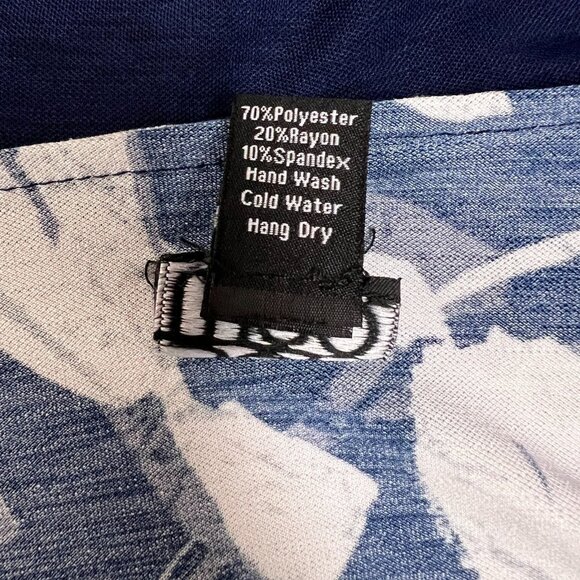 70%Polyester
20%Rayon
10%Spandex
Hand Wash
Cold Water
Hang Dry